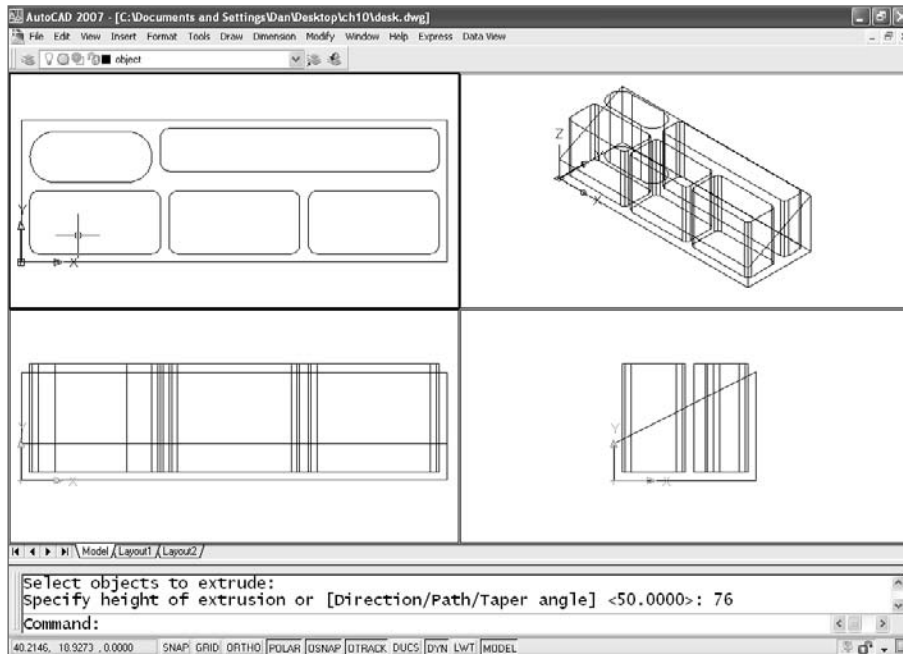 AutoCAD 2007 - [C:\Documents and Settings\Dan\Desktop\ch10\desk.dwg]
File Edit View Insert Format Tools Draw Dimension Modify Window Help Express Data View
object
Z
X
Y
X
Y
X
Y
X
Model Layout1 Layout2
Select objects to extrude:
Specify height of extrusion or [Direction/Path/Taper angle] <50.0000>: 76
Command:
40.2146, 10.9273 , 0.0000 SNAP GRID ORTHO POLAR OSNAP OTRACK DUCS DYN LWT MODEL